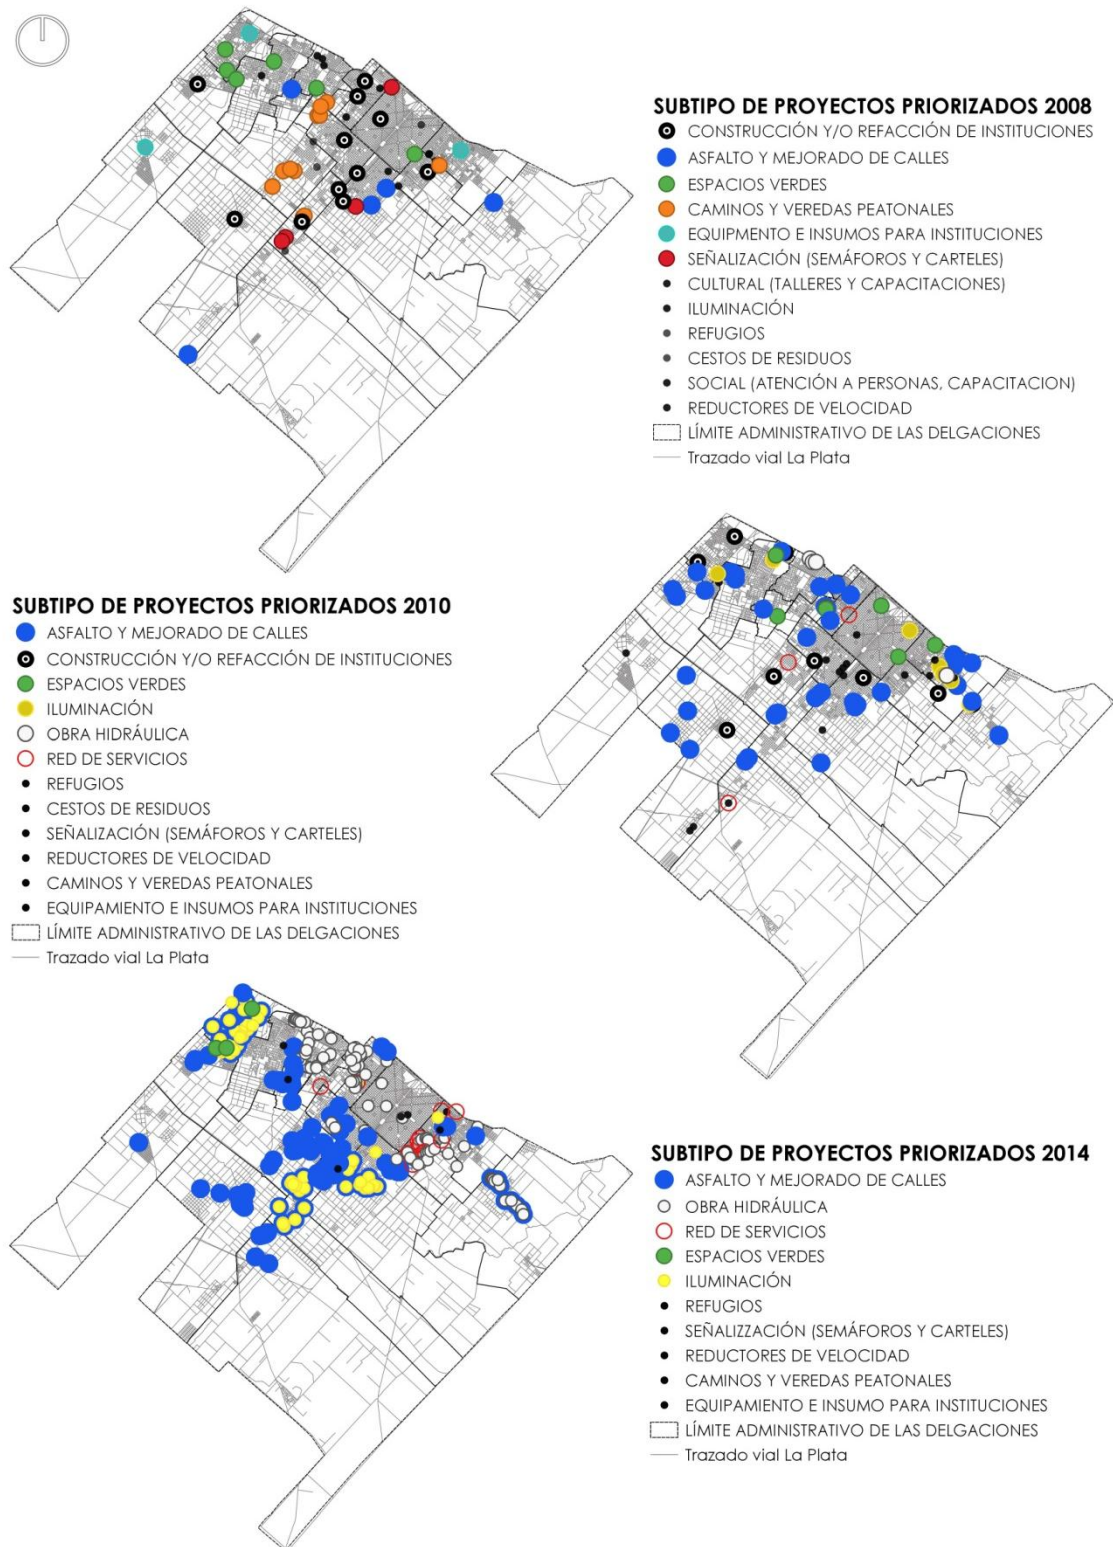 SUBTIPO DE PROYECTOS PRIORIZADOS 2008
CONSTRUCCIÓN Y/O REFACCIÓN DE INSTITUCIONES
ASFALTO Y MEJORADO DE CALLES
ESPACIOS VERDES
CAMINOS Y VEREDAS PEATONALES
EQUIPMENTO E INSUMOS PARA INSTITUCIONES
SEÑALIZACIÓN (SEMÁFOROS Y CARTELES)
CULTURAL (TALLERES Y CAPACITACIONES)
ILUMINACIÓN
REFUGIOS
CESTOS DE RESIDUOS
SOCIAL (ATENCIÓN A PERSONAS, CAPACITACION)
REDUCTORES DE VELOCIDAD
LÍMITE ADMINISTRATIVO DE LAS DELGACIONES
Trazado vial La Plata
SUBTIPO DE PROYECTOS PRIORIZADOS 2010
ASFALTO Y MEJORADO DE CALLES
CONSTRUCCIÓN Y/O REFACCIÓN DE INSTITUCIONES
ESPACIOS VERDES
ILUMINACIÓN
OBRA HIDRÁULICA
RED DE SERVICIOS
REFUGIOS
CESTOS DE RESIDUOS
SEÑALIZACIÓN (SEMÁFOROS Y CARTELES)
REDUCTORES DE VELOCIDAD
CAMINOS Y VEREDAS PEATONALES
EQUIPAMIENTO E INSUMOS PARA INSTITUCIONES
LÍMITE ADMINISTRATIVO DE LAS DELGACIONES
Trazado vial La Plata
SUBTIPO DE PROYECTOS PRIORIZADOS 2014
ASFALTO Y MEJORADO DE CALLES
OBRA HIDRÁULICA
RED DE SERVICIOS
ESPACIOS VERDES
ILUMINACIÓN
REFUGIOS
SEÑALIZZACIÓN (SEMÁFOROS Y CARTELES)
REDUCTORES DE VELOCIDAD
CAMINOS Y VEREDAS PEATONALES
EQUIPAMIENTO E INSUMO PARA INSTITUCIONES
LÍMITE ADMINISTRATIVO DE LAS DELGACIONES
Trazado vial La Plata